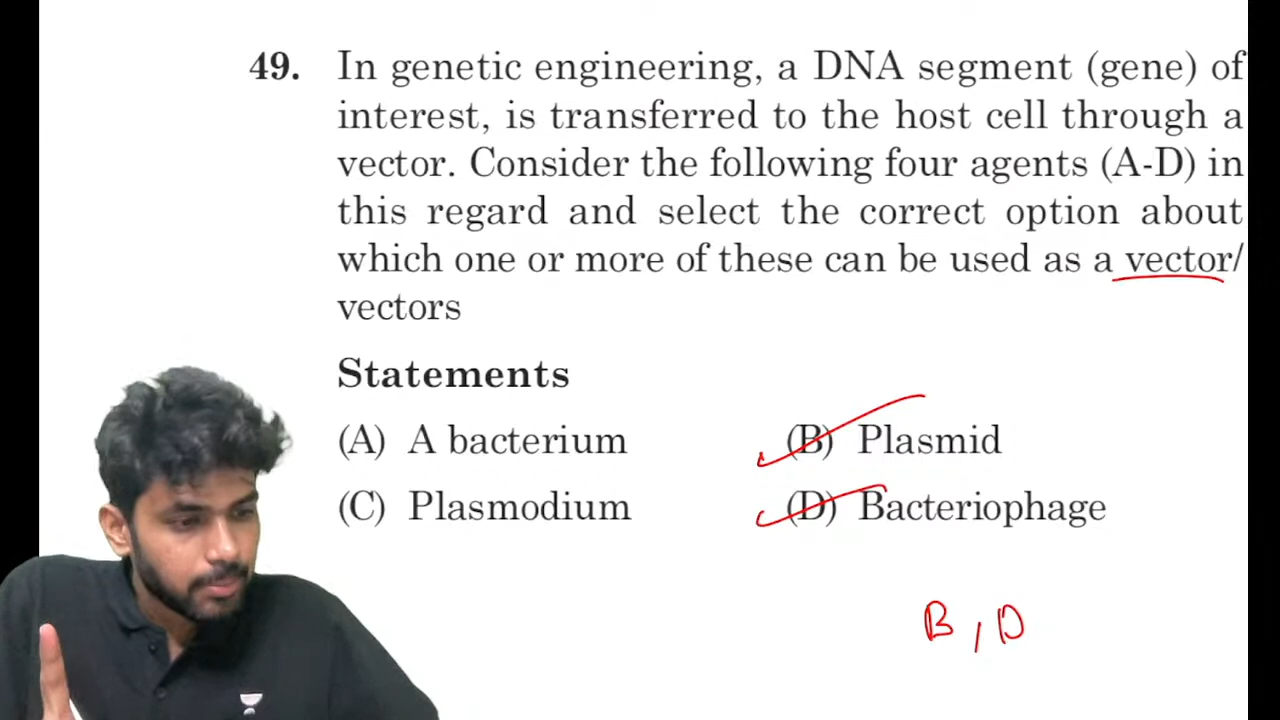 49. In genetic engineering, a DNA segment (gene) of
interest, is transferred to the host cell through a
vector. Consider the following four agents (A-D) in
this regard and select the correct option about
which one or more of these can be used as a vector/
vectors
Statements
(A) A bacterium (B) Plasmid
(C) Plasmodium (D) Bacteriophage
B, D